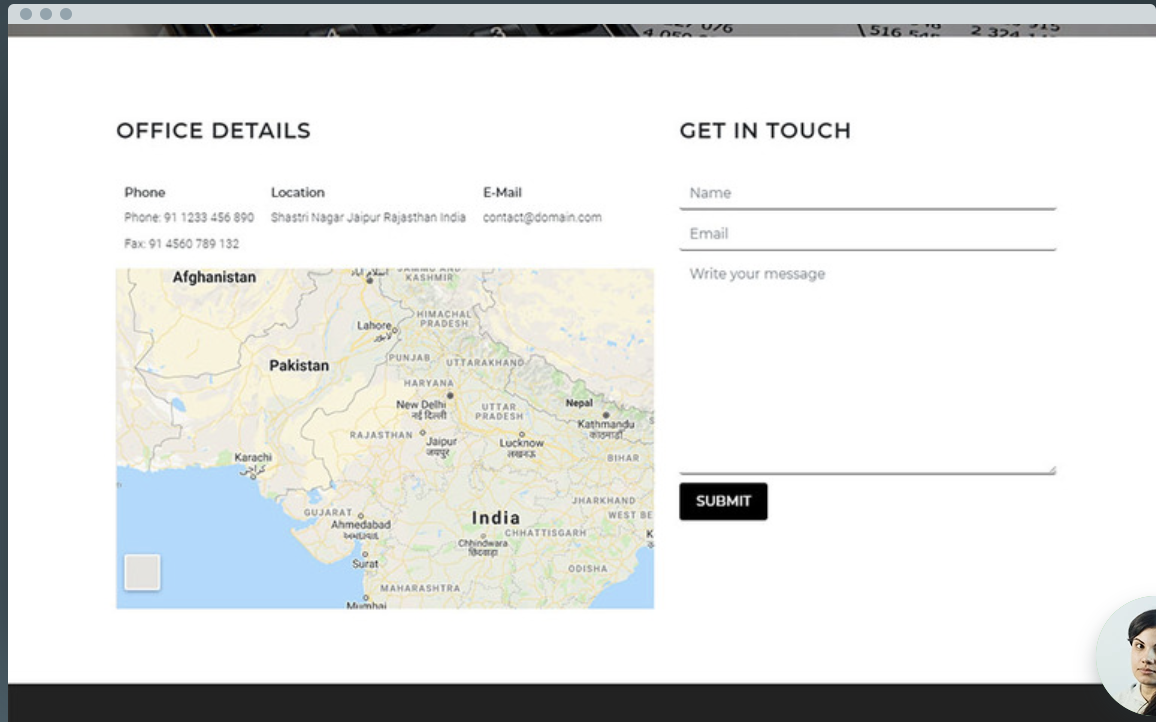 OFFICE DETAILS
Phone
Phone: 91 1233 456 890
Fax: 91 4560 789 132
Location
Shastri Nagar Jaipur Rajasthan India
E-Mail
contact@domain.com
Afghanistan
KASHMIR
HIMACHAL
PRADESH
Lahore
لاہور
PUNJAB
UTTARAKHAND
Pakistan
HARYANA
New Delhi
नई दिल्ली
UTTAR
PRADESH
Nepal
Kathmandu
काठमाडौं
RAJASTHAN
Jaipur
जयपुर
Lucknow
लखनऊ
BIHAR
Karachi
کراچی
JHARKHAND
GUJARAT
Ahmedabad
અમદાવાદ
India
WEST BE
CHHATTISGARH
Chhindwara
छिंदवाड़ा
Surat
ODISHA
MAHARASHTRA
Mumbai
GET IN TOUCH
Name
Email
Write your message
SUBMIT